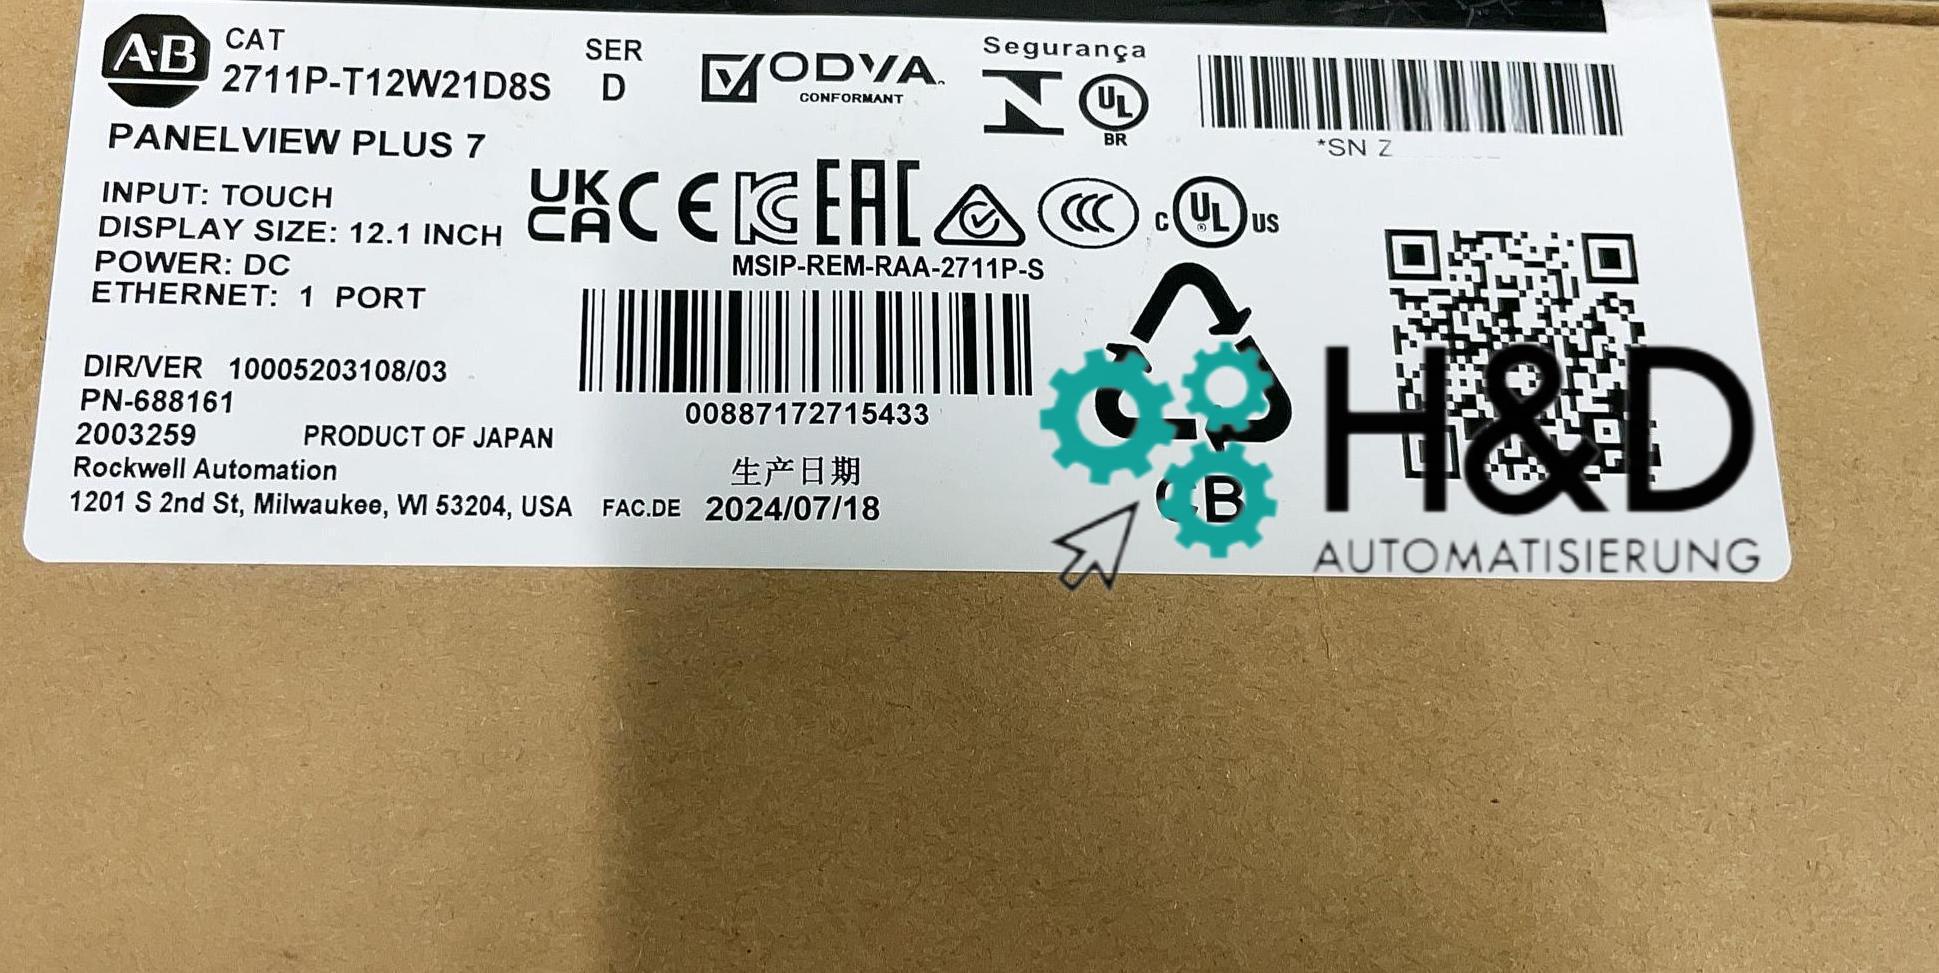 A-B
CAT
2711P-T12W21D8S
SER
D
ODVA
CONFORMANT
Segurança
UL
BR
*SN Z
PANELVIEW PLUS 7
INPUT: TOUCH
DISPLAY SIZE: 12.1 INCH
POWER: DC
ETHERNET: 1 PORT
UK
CA
CE
EAC
CCC
C UL US
MSIP-REM-RAA-2711P-S
00887172715433
DIR/VER 10005203108/03
PN-688161
2003259 PRODUCT OF JAPAN
Rockwell Automation
1201 S 2nd St, Milwaukee, WI 53204, USA FAC.DE
生产日期
2024/07/18
CB
H&D
AUTOMATISIERUNG